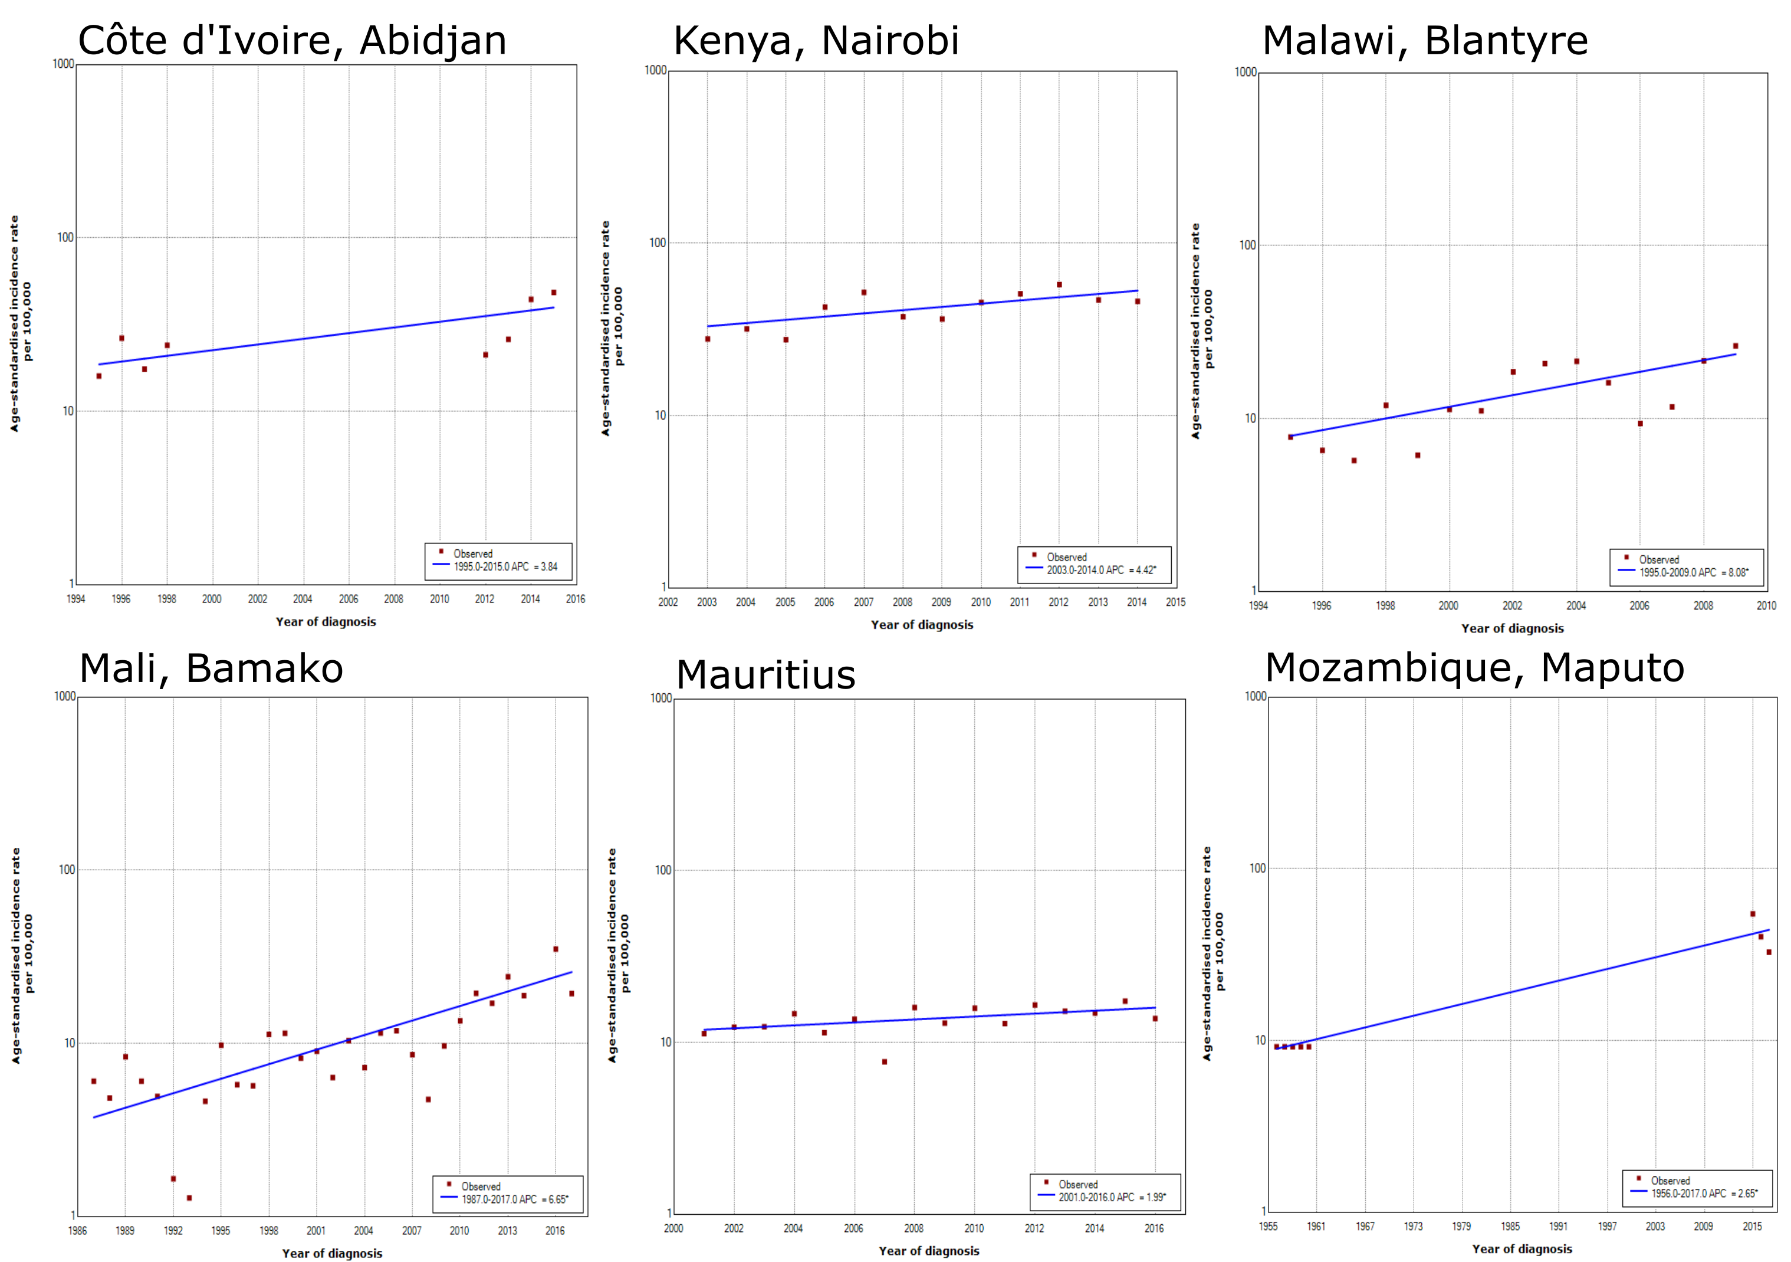 Côte d'Ivoire, Abidjan
1000
100
10
1
Age-standardised incidence rate
per 100,000
1994 1996 1998 2000 2002 2004 2006 2008 2010 2012 2014 2016
Year of diagnosis
Observed
1995.0-2015.0 APC = 3.84
Kenya, Nairobi
1000
100
10
1
Age-standardised incidence rate
per 100,000
2002 2003 2004 2005 2006 2007 2008 2009 2010 2011 2012 2013 2014 2015
Year of diagnosis
Observed
2003.0-2014.0 APC = 4.42*
Malawi, Blantyre
1000
100
10
1
Age-standardised incidence rate
per 100,000
1994 1996 1998 2000 2002 2004 2006 2008 2010
Year of diagnosis
Observed
1995.0-2009.0 APC = 8.08*
Mali, Bamako
1000
100
10
1
Age-standardised incidence rate
per 100,000
1986 1989 1992 1995 1998 2001 2004 2007 2010 2013 2016
Year of diagnosis
Observed
1987.0-2017.0 APC = 6.65*
Mauritius
1000
100
10
1
Age-standardised incidence rate
per 100,000
2000 2002 2004 2006 2008 2010 2012 2014 2016
Year of diagnosis
Observed
2001.0-2016.0 APC = 1.99*
Mozambique, Maputo
1000
100
10
1
Age-standardised incidence rate
per 100,000
1955 1961 1967 1973 1979 1985 1991 1997 2003 2009 2015
Year of diagnosis
Observed
1956.0-2017.0 APC = 2.65*